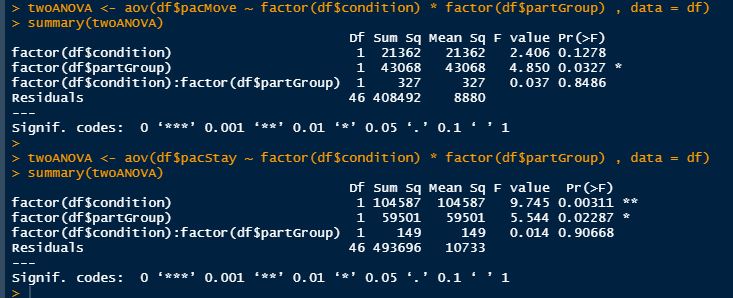 > twoANOVA <- aov(df$pacMove ~ factor(df$condition) * factor(df$partGroup) , data = df)
> summary(twoANOVA)
Df Sum Sq Mean Sq F value Pr(>F)
factor(df$condition) 1 21362 21362 2.406 0.1278
factor(df$partGroup) 1 43068 43068 4.850 0.0327 *
factor(df$condition):factor(df$partGroup) 1 327 327 0.037 0.8486
Residuals 46 408492 8880
---
Signif. codes: 0 ‘***’ 0.001 ‘**’ 0.01 ‘*’ 0.05 ‘.’ 0.1 ‘ ’ 1
>
> twoANOVA <- aov(df$pacStay ~ factor(df$condition) * factor(df$partGroup) , data = df)
> summary(twoANOVA)
Df Sum Sq Mean Sq F value Pr(>F)
factor(df$condition) 1 104587 104587 9.745 0.00311 **
factor(df$partGroup) 1 59501 59501 5.544 0.02287 *
factor(df$condition):factor(df$partGroup) 1 149 149 0.014 0.90668
Residuals 46 493696 10733
---
Signif. codes: 0 ‘***’ 0.001 ‘**’ 0.01 ‘*’ 0.05 ‘.’ 0.1 ‘ ’ 1
>